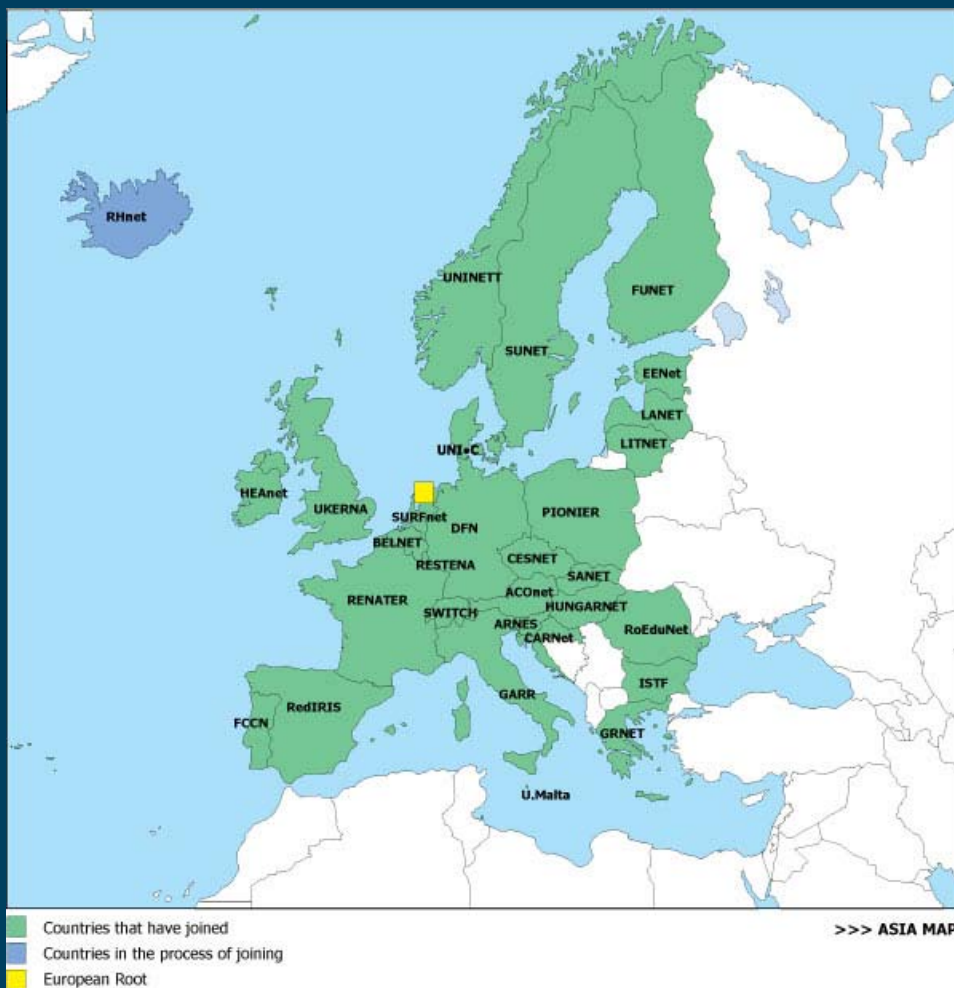 RHnet
UNINETT
FUNET
SUNET
EENet
LANET
LITNET
UNI•C
HEAnet
UKERNA
SURFnet
PIONIER
DFN
BELNET
RESTENA
CESNET
SANET
ACOnet
RENATER
SWITCH
HUNGARNET
ARNES
RoEduNet
CARNet
ISTF
GARR
RedIRIS
FCCN
GRNET
U.Malta
Countries that have joined
>>> ASIA MAP
Countries in the process of joining
European Root